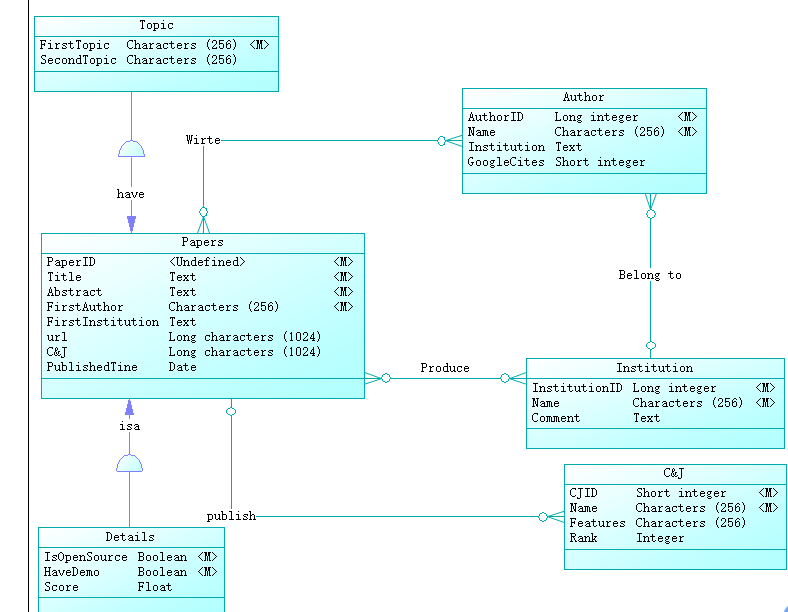 Topic
FirstTopic Characters (256) <M>
SecondTopic Characters (256)
Author
AuthorID Long integer <M>
Name Characters (256) <M>
Institution Text
GoogleCites Short integer
Wirte
have
Papers
PaperID <Undefined> <M>
Title Text <M>
Abstract Text <M>
FirstAuthor Characters (256) <M>
FirstInstitution Text
url Long characters (1024)
C&J Long characters (1024)
PublishedTine Date
Belong to
Produce
Institution
InstitutionID Long integer <M>
Name Characters (256) <M>
Comment Text
isa
C&J
CJID Short integer <M>
Name Characters (256) <M>
Features Characters (256)
Rank Integer
publish
Details
IsOpenSource Boolean <M>
HaveDemo Boolean <M>
Score Float